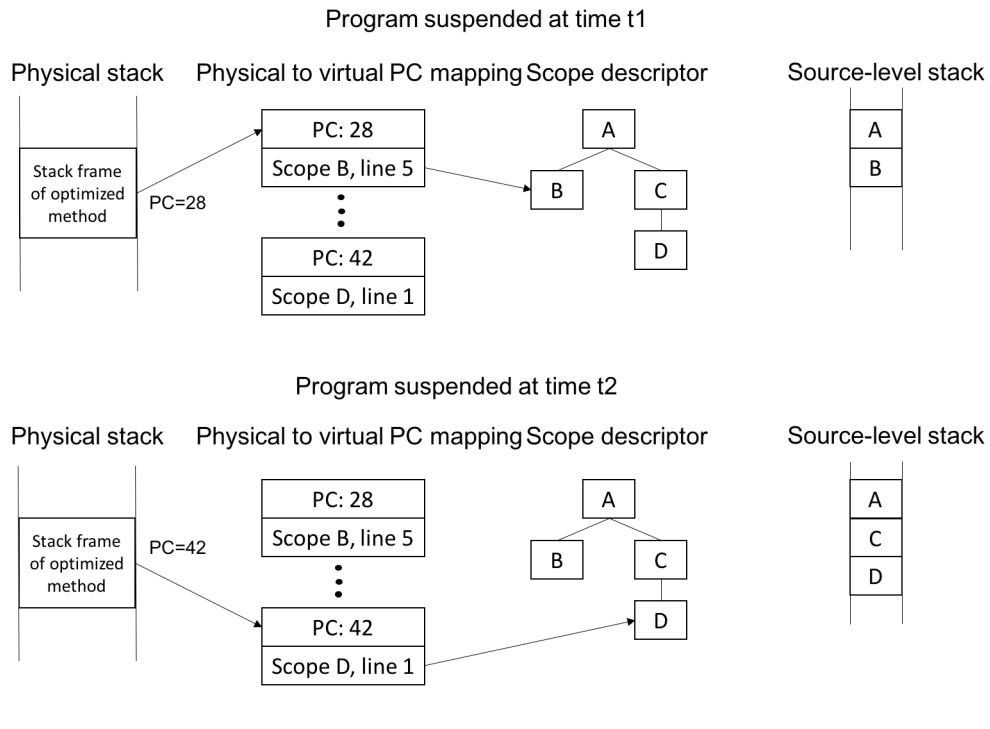 Program suspended at time t1
Physical stack
Physical to virtual PC mapping
Scope descriptor
Source-level stack
Stack frame
of optimized
method
PC=28
PC: 28
Scope B, line 5
PC: 42
Scope D, line 1
A
B
C
D
A
B
Program suspended at time t2
Physical stack
Physical to virtual PC mapping
Scope descriptor
Source-level stack
Stack frame
of optimized
method
PC=42
PC: 28
Scope B, line 5
PC: 42
Scope D, line 1
A
B
C
D
A
C
D